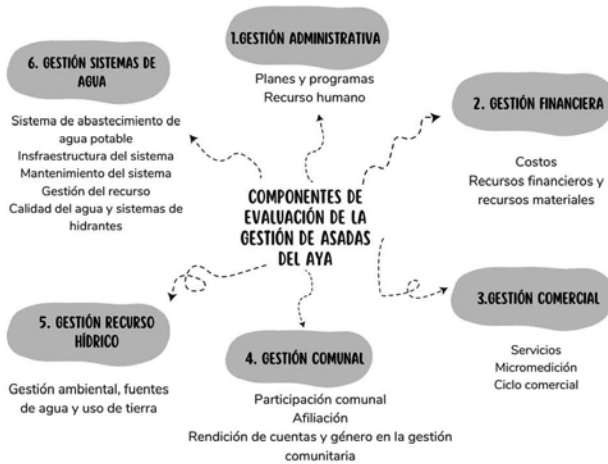 1.GESTIÓN ADMINISTRATIVA
Planes y programas
Recurso humano
2. GESTIÓN FINANCIERA
Costos
Recursos financieros y
recursos materiales
3.GESTIÓN COMERCIAL
Servicios
Micromedición
Ciclo comercial
4. GESTIÓN COMUNAL
Participación comunal
Afiliación
Rendición de cuentas y género en la gestión
comunitaria
5. GESTIÓN RECURSO
HÍDRICO
Gestión ambiental, fuentes
de agua y uso de tierra
6. GESTIÓN SISTEMAS DE
AGUA
Sistema de abastecimiento de
agua potable
Insfraestructura del sistema
Mantenimiento del sistema
Gestión del recurso
Calidad del agua y sistemas de
hidrantes
COMPONENTES DE
EVALUACIÓN DE LA
GESTIÓN DE ASADAS
DEL AYA